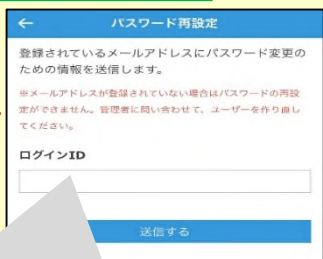 ← パスワード再設定
登録されているメールアドレスにパスワード変更の
ための情報を送信します。
※メールアドレスが登録されていない場合はパスワードの再設
定ができません。管理者に問い合わせて、ユーザーを作り直し
てください。
ログインID
送信する